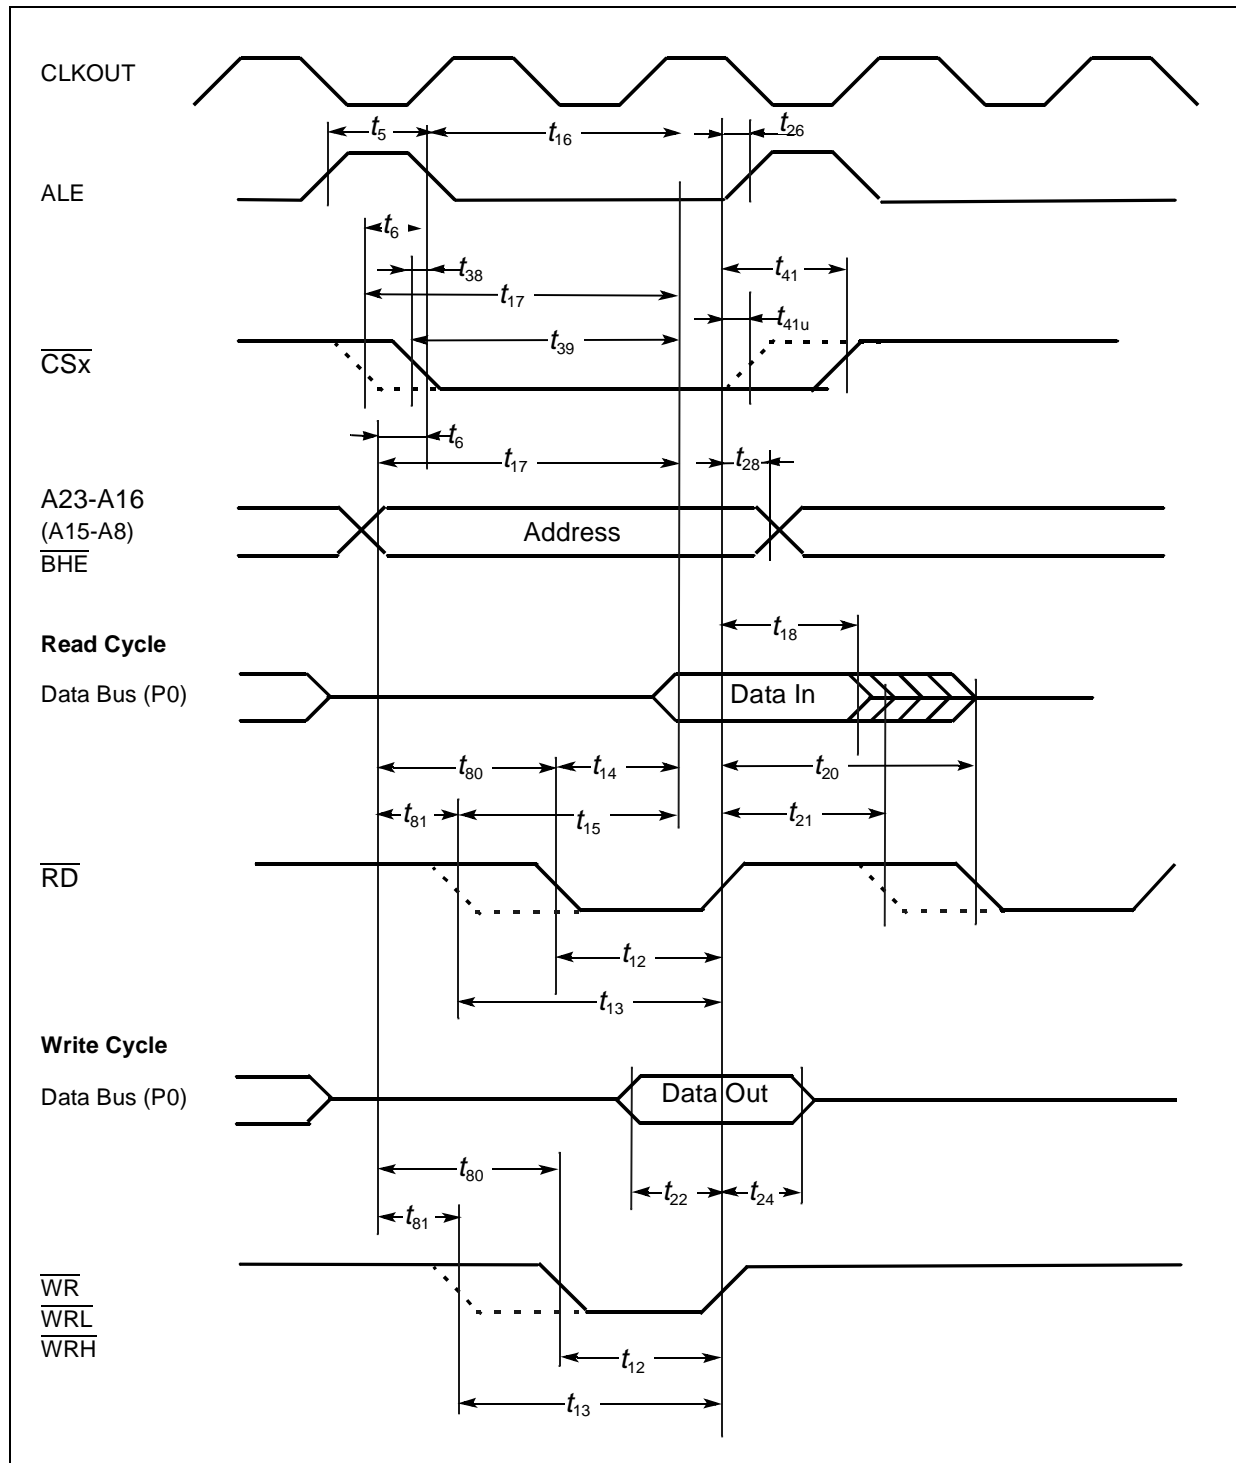 CLKOUT
t5
t16
t26
ALE
t6
t38
t41
t17
t41u
t39
CSx
t6
t17
t28
A23-A16
(A15-A8)
Address
BHE
Read Cycle
t18
Data Bus (P0)
Data In
t80
t14
t20
t81
t15
t21
RD
t12
t13
Write Cycle
Data Bus (P0)
Data Out
t80
t22
t24
t81
WR
WRL
WRH
t12
t13